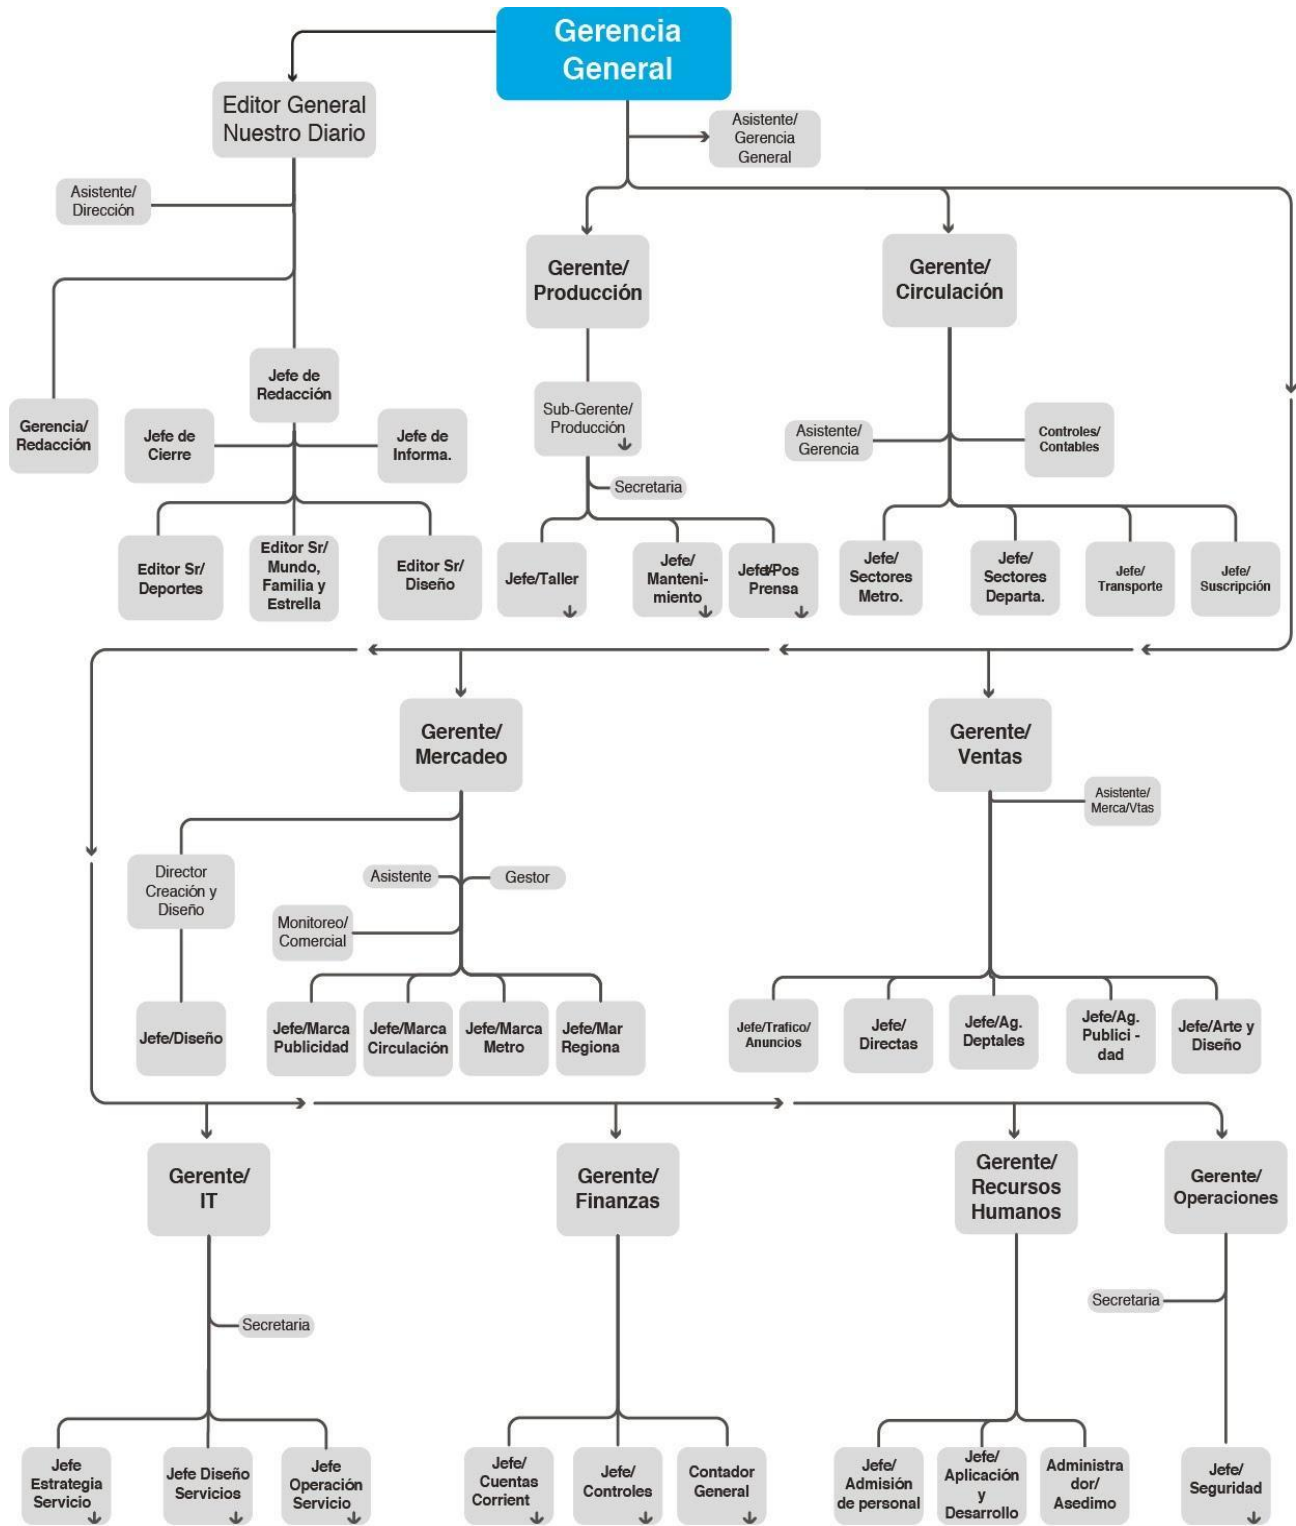 Gerencia
General
Editor General
Nuestro Diario
Asistente/
Gerencia
General
Asistente/
Dirección
Gerente/
Producción
Gerente/
Circulación
Jefe de
Redacción
Gerencia/
Redacción
Jefe de
Cierre
Jefe de
Informa.
Sub-Gerente/
Producción
Asistente/
Gerencia
Controles/
Contables
Secretaria
Editor Sr/
Deportes
Editor Sr/
Mundo,
Familia y
Estrella
Editor Sr/
Diseño
Jefe/Taller
Jefe/
Manteni-
miento
Jefe/Pos
Prensa
Jefe/
Sectores
Metro.
Jefe/
Sectores
Departa.
Jefe/
Transporte
Jefe/
Suscripción
Gerente/
Mercadeo
Gerente/
Ventas
Asistente/
Merca/Vtas
Director
Creación y
Diseño
Asistente
Gestor
Monitoreo/
Comercial
Jefe/Diseño
Jefe/Marca
Publicidad
Jefe/Marca
Circulación
Jefe/Marca
Metro
Jefe/Mar
Regiona
Jefe/Trafico/
Anuncios
Jefe/
Directas
Jefe/Ag.
Deptales
Jefe/Ag.
Publici -
dad
Jefe/Arte y
Diseño
Gerente/
IT
Gerente/
Finanzas
Gerente/
Recursos
Humanos
Gerente/
Operaciones
Secretaria
Secretaria
Jefe
Estrategia
Servicio
Jefe Diseño
Servicios
Jefe
Operación
Servicio
Jefe/
Cuentas
Corrient
Jefe/
Controles
Contador
General
Jefe/
Admisión
de personal
Jefe/
Aplicación
y
Desarrollo
Administra
dor/
Asedimo
Jefe/
Seguridad